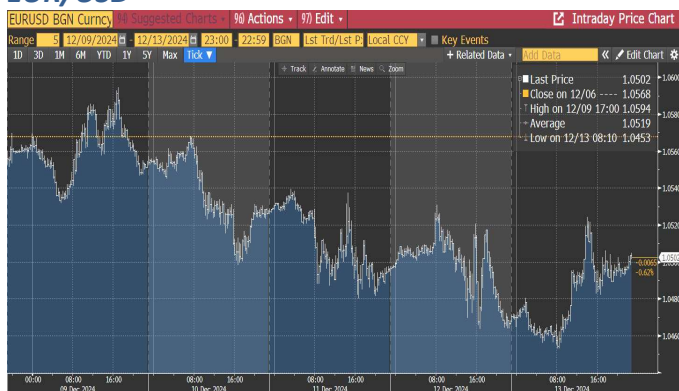 EUR/USD
EURUSD BGN Curncy 94) Suggested Charts 96) Actions 97) Edit Intraday Price Chart
Range 5 12/09/2024 - 12/13/2024 23:00 - 22:59 BGN Lst Trd/Lst P Local CCY Key Events
1D 3D 1M 6M YTD 1Y 5Y Max Tick ▼ + Related Data Add Data « Edit Chart
+ Track Annotate News Zoom
Last Price 1.0502
Close on 12/06 ---- 1.0568
High on 12/09 17:00 1.0594
Average 1.0519
Low on 12/13 08:10 1.0453
1.0600
1.0580
1.0560
1.0540
1.0520
1.0502
1.0500
-0.0065
-0.62%
1.0480
1.0460
00:00 08:00 16:00 08:00 16:00 08:00 16:00 08:00 16:00 08:00 16:00
09 Dec 2024 10 Dec 2024 11 Dec 2024 12 Dec 2024 13 Dec 2024